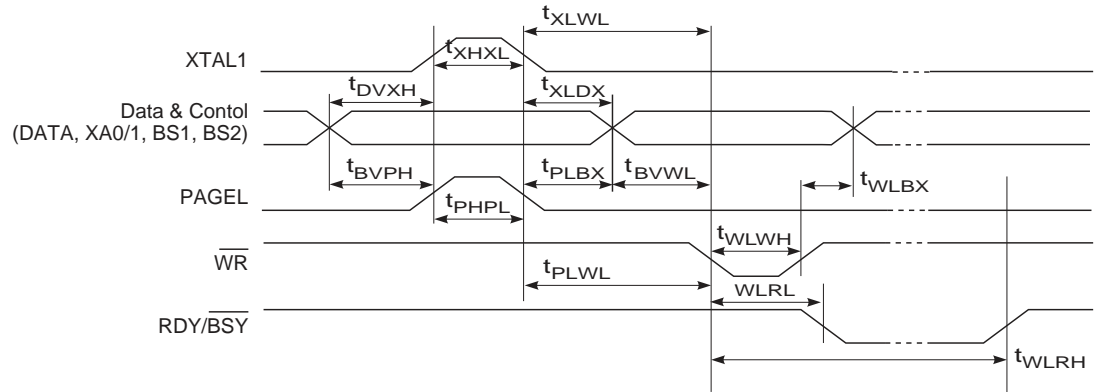 tXLWL
XTAL1
tXHXL
tDVXH
tXLDX
Data & Contol
(DATA, XA0/1, BS1, BS2)
tBVPH
tPLBX
tBVWL
tWLBX
PAGEL
tPHPL
tWLWH
WR
tPLWL
WLRL
RDY/BSY
tWLRH